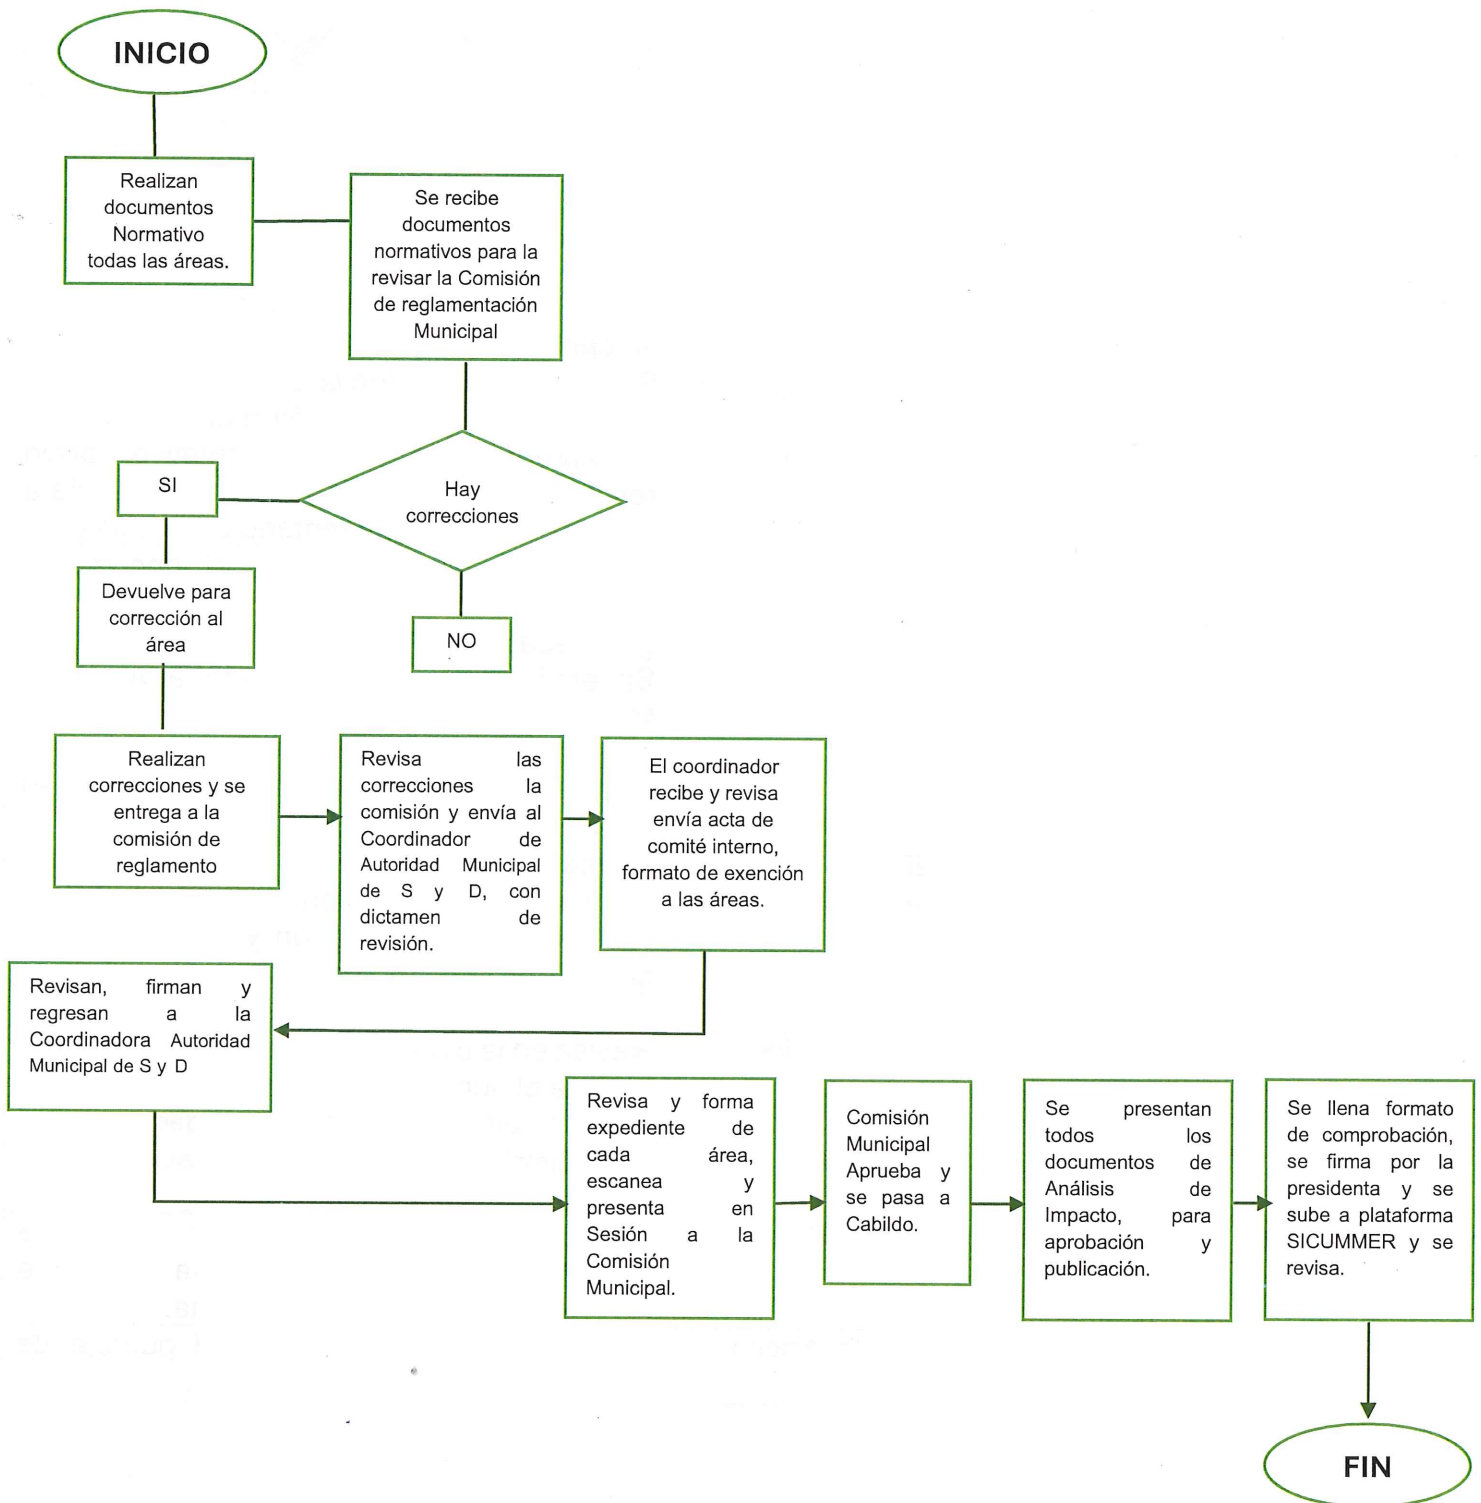 INICIO
Realizan
documentos
Normativo
todas las áreas.
Se recibe
documentos
normativos para la
revisar la Comisión
de reglamentación
Municipal
Hay
correcciones
SI
NO
Devuelve para
corrección al
área
Realizan
correcciones y se
entrega a la
comisión de
reglamento
Revisa las
correcciones la
comisión y envía al
Coordinador de
Autoridad Municipal
de S y D, con
dictamen de
revisión.
El coordinador
recibe y revisa
envía acta de
comité interno,
formato de exención
a las áreas.
Revisan, firman y
regresan a la
Coordinadora Autoridad
Municipal de S y D
Revisa y forma
expediente de
cada área,
escanea y
presenta en
Sesión a la
Comisión
Municipal.
Comisión
Municipal
Aprueba y
se pasa a
Cabildo.
Se presentan
todos los
documentos de
Análisis de
Impacto, para
aprobación y
publicación.
Se llena formato
de comprobación,
se firma por la
presidenta y se
sube a plataforma
SICUMMER y se
revisa.
FIN